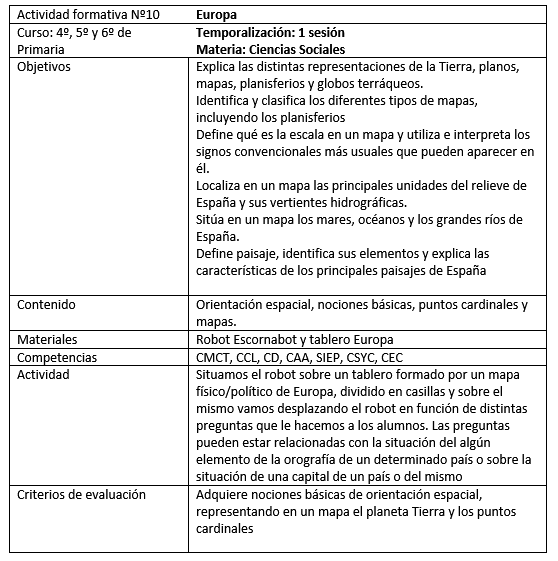 Actividad formativa Nº10 Europa
Curso: 4º, 5º y 6º de Temporalización: 1 sesión
Primaria Materia: Ciencias Sociales
Objetivos Explica las distintas representaciones de la Tierra, planos,
mapas, planisferios y globos terráqueos.
Identifica y clasifica los diferentes tipos de mapas,
incluyendo los planisferios
Define qué es la escala en un mapa y utiliza e interpreta los
signos convencionales más usuales que pueden aparecer en
él.
Localiza en un mapa las principales unidades del relieve de
España y sus vertientes hidrográficas.
Sitúa en un mapa los mares, océanos y los grandes ríos de
España.
Define paisaje, identifica sus elementos y explica las
características de los principales paisajes de España
Contenido Orientación espacial, nociones básicas, puntos cardinales y
mapas.
Materiales Robot Escornabot y tablero Europa
Competencias CMCT, CCL, CD, CAA, SIEP, CSYC, CEC
Actividad Situamos el robot sobre un tablero formado por un mapa
físico/político de Europa, dividido en casillas y sobre el
mismo vamos desplazando el robot en función de distintas
preguntas que le hacemos a los alumnos. Las preguntas
pueden estar relacionadas con la situación del algún
elemento de la orografía de un determinado país o sobre la
situación de una capital de un país o del mismo
Criterios de evaluación Adquiere nociones básicas de orientación espacial,
representando en un mapa el planeta Tierra y los puntos
cardinales